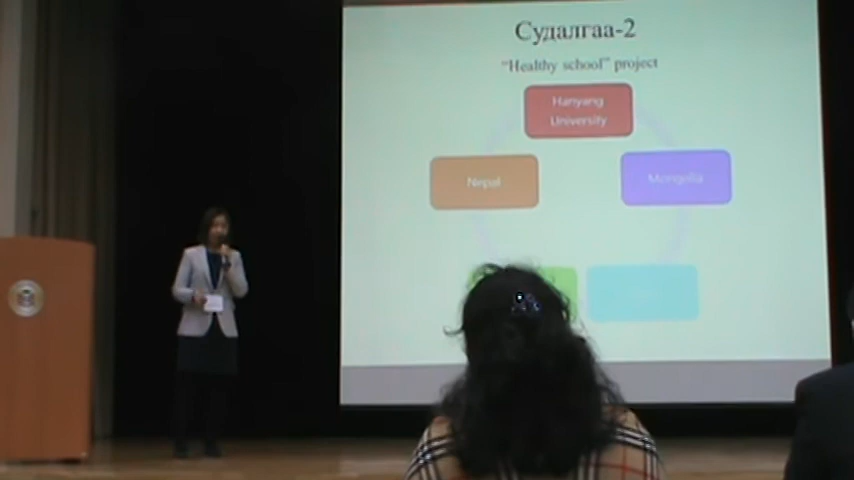 Судалгаа-2
“Healthy school” project
Hanyang
University
Nepal
Mongolia